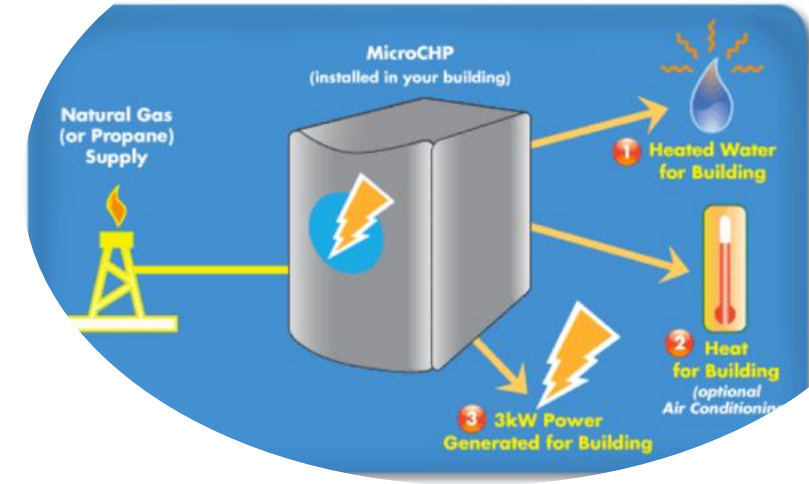 MicroCHP
(installed in your building)
Natural Gas
(or Propane)
Supply
1 Heated Water
for Building
2 Heat
for Building
(optional
Air Conditioning
3 3kW Power
Generated for Building